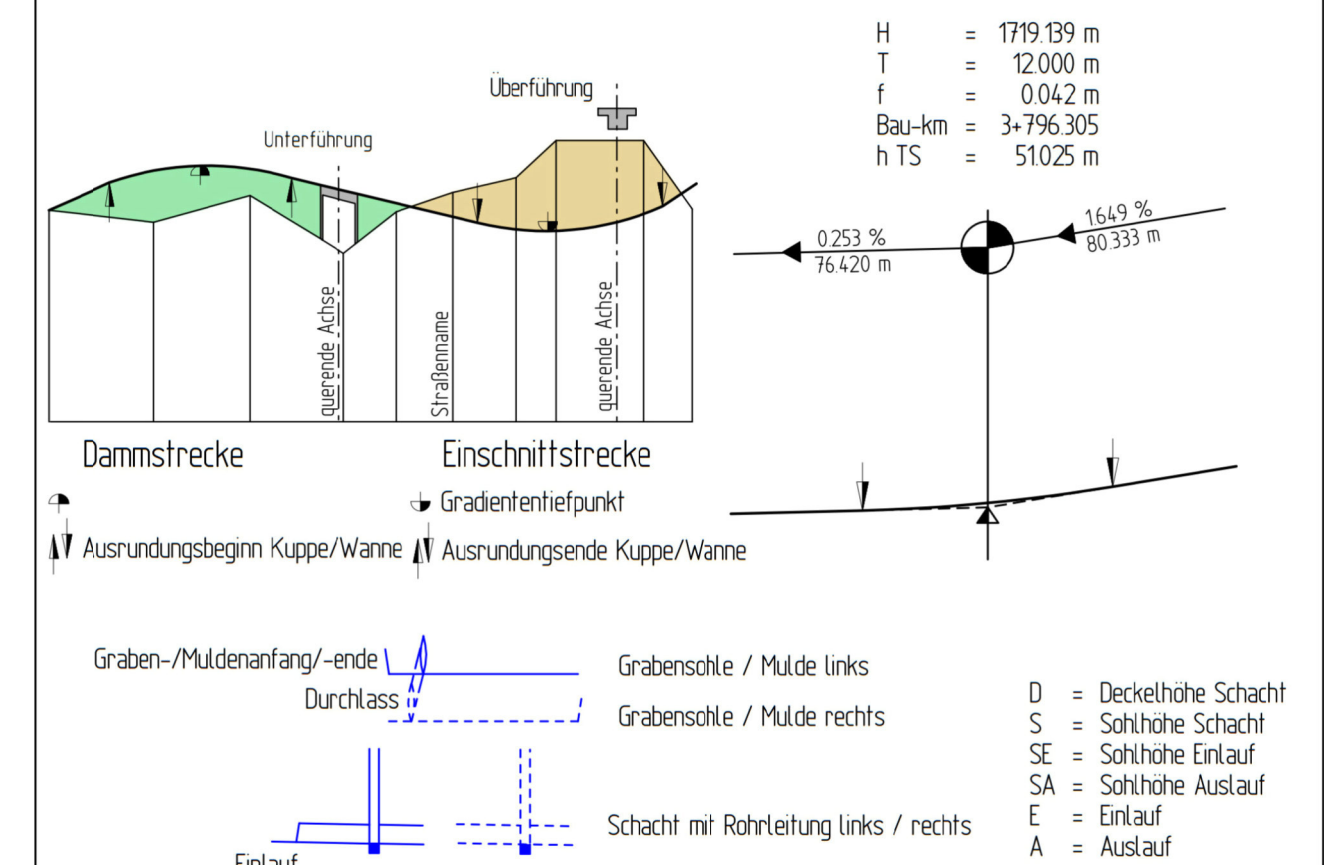 H = 1719.139 m
T = 12.000 m
f = 0.042 m
Bau-km = 3+796.305
h TS = 51.025 m
Überführung
Unterführung
querende Achse
Straßenname
querende Achse
0.253 %
76.420 m
1.649 %
80.333 m
Dammstrecke
Einschnittstrecke
Gradiententiefpunkt
Ausrundungsbeginn Kuppe/Wanne
Ausrundungsende Kuppe/Wanne
Graben-/Muldenanfang/-ende
Durchlass
Grabensohle / Mulde links
Grabensohle / Mulde rechts
Schacht mit Rohrleitung links / rechts
Einlauf
D = Deckelhöhe Schacht
S = Sohlhöhe Schacht
SE = Sohlhöhe Einlauf
SA = Sohlhöhe Auslauf
E = Einlauf
A = Auslauf